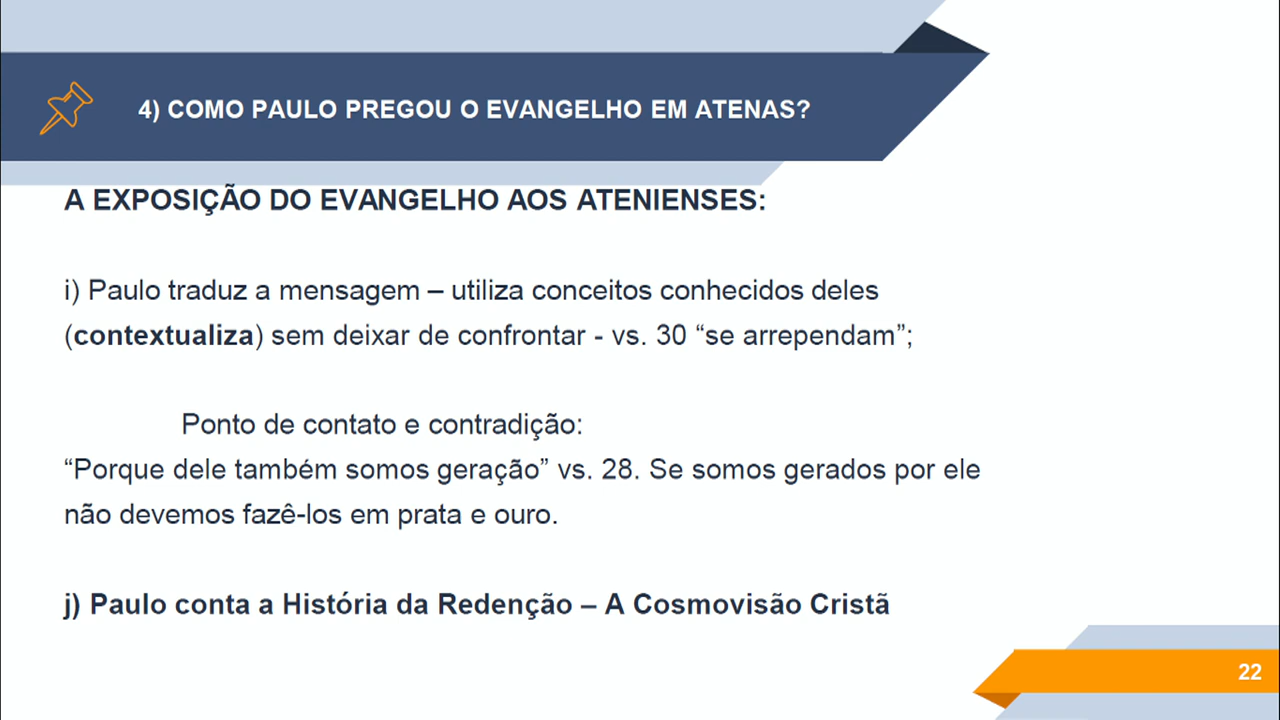 4) COMO PAULO PREGOU O EVANGELHO EM ATENAS?
A EXPOSIÇÃO DO EVANGELHO AOS ATENIENSES:
i) Paulo traduz a mensagem – utiliza conceitos conhecidos deles
(contextualiza) sem deixar de confrontar - vs. 30 “se arrependam”;
Ponto de contato e contradição:
“Porque dele também somos geração” vs. 28. Se somos gerados por ele
não devemos fazê-los em prata e ouro.
j) Paulo conta a História da Redenção – A Cosmovisão Cristã
22